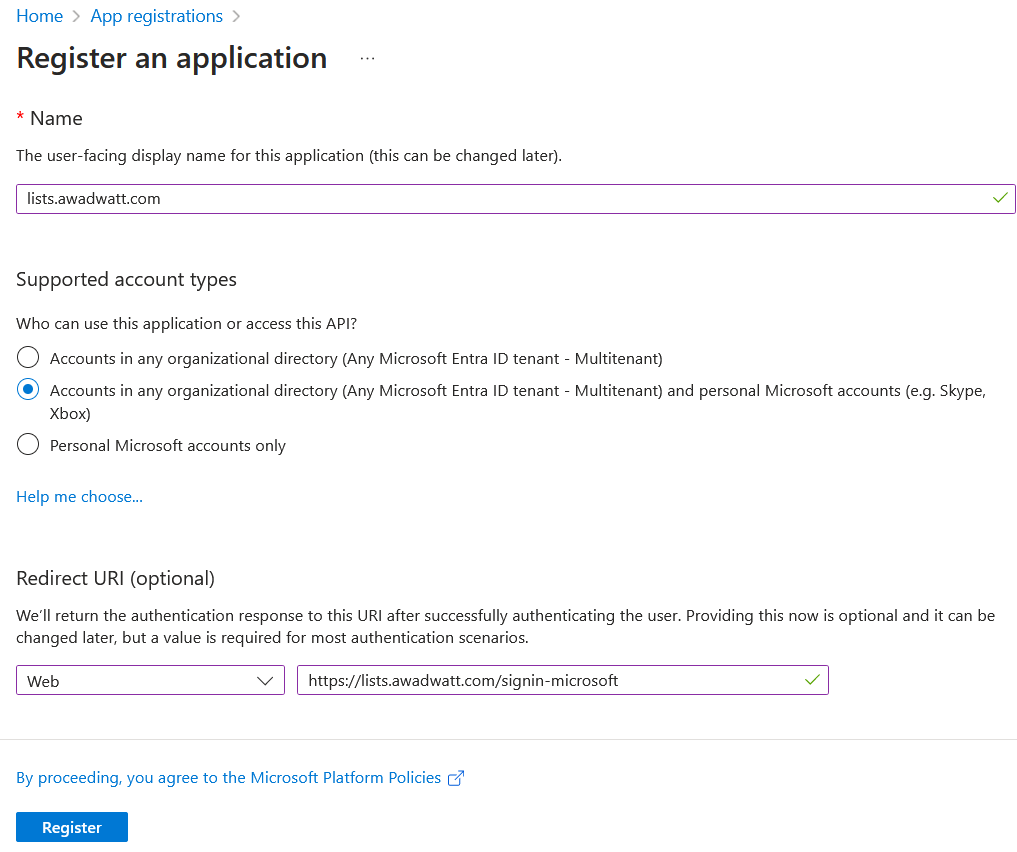 Home > App registrations >
Register an application ...
* Name
The user-facing display name for this application (this can be changed later).
lists.awadwatt.com
Supported account types
Who can use this application or access this API?
Accounts in any organizational directory (Any Microsoft Entra ID tenant - Multitenant)
Accounts in any organizational directory (Any Microsoft Entra ID tenant - Multitenant) and personal Microsoft accounts (e.g. Skype,
Xbox)
Personal Microsoft accounts only
Help me choose...
Redirect URI (optional)
We'll return the authentication response to this URI after successfully authenticating the user. Providing this now is optional and it can be
changed later, but a value is required for most authentication scenarios.
Web
https://lists.awadwatt.com/signin-microsoft
By proceeding, you agree to the Microsoft Platform Policies
Register